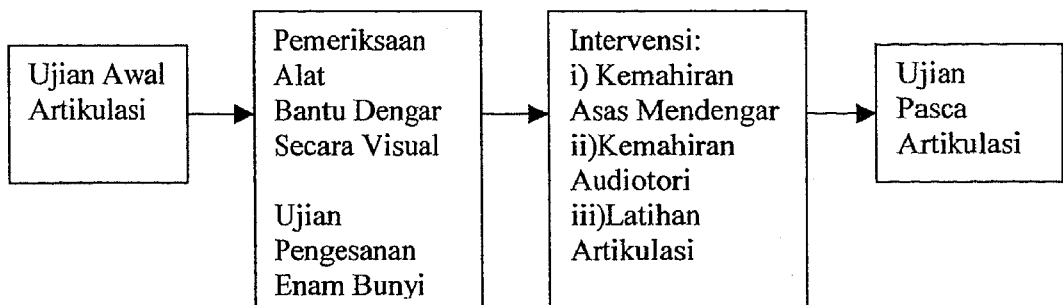 Ujian Awal
Artikulasi
Pemeriksaan
Alat
Bantu Dengar
Secara Visual
Ujian
Pengesanan
Enam Bunyi
Intervensi:
i) Kemahiran
Asas Mendengar
ii)Kemahiran
Audiotori
iii)Latihan
Artikulasi
Ujian
Pasca
Artikulasi